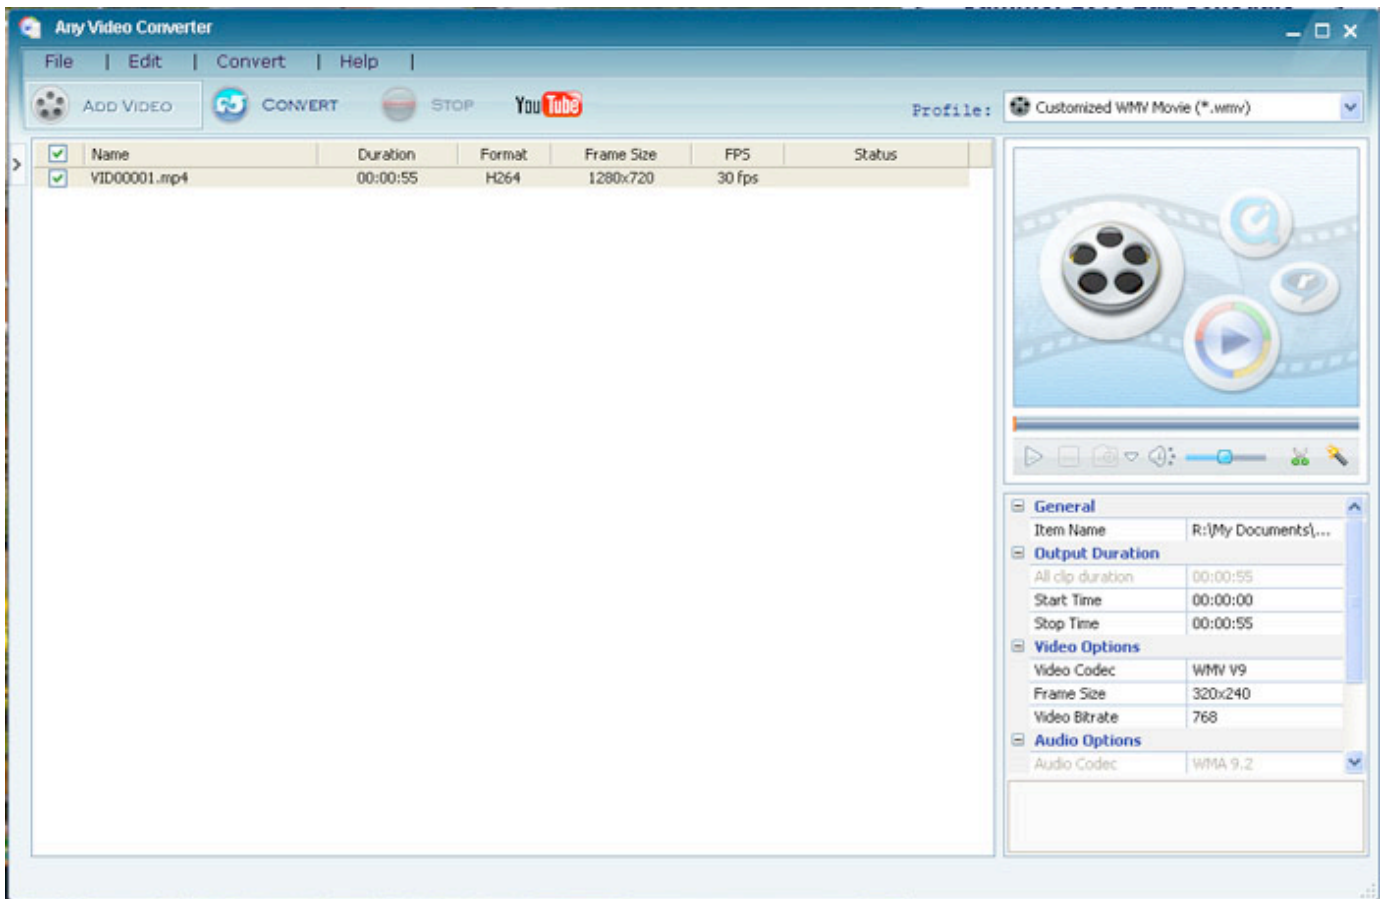 Any Video Converter
File | Edit | Convert | Help |
ADD VIDEO CONVERT STOP YouTube Profile: Customized WMV Movie (*.wmv)
Name Duration Format Frame Size FPS Status
VID00001.mp4 00:00:55 H264 1280x720 30 fps
General
Item Name R:\My Documents\,...
Output Duration
All clip duration 00:00:55
Start Time 00:00:00
Stop Time 00:00:55
Video Options
Video Codec WMV V9
Frame Size 320x240
Video Bitrate 768
Audio Options
Audio Codec WMA 9.2